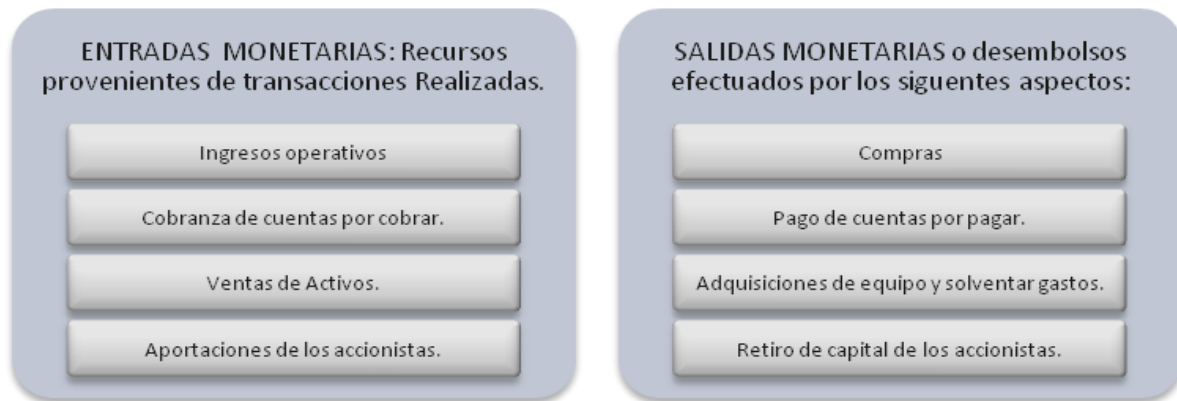 ENTRADAS MONETARIAS: Recursos
provenientes de transacciones Realizadas.
Ingresos operativos
Cobranza de cuentas por cobrar.
Ventas de Activos.
Aportaciones de los accionistas.
SALIDAS MONETARIAS o desembolsos
efectuados por los siguentes aspectos:
Compras
Pago de cuentas por pagar.
Adquisiciones de equipo y solventar gastos.
Retiro de capital de los accionistas.